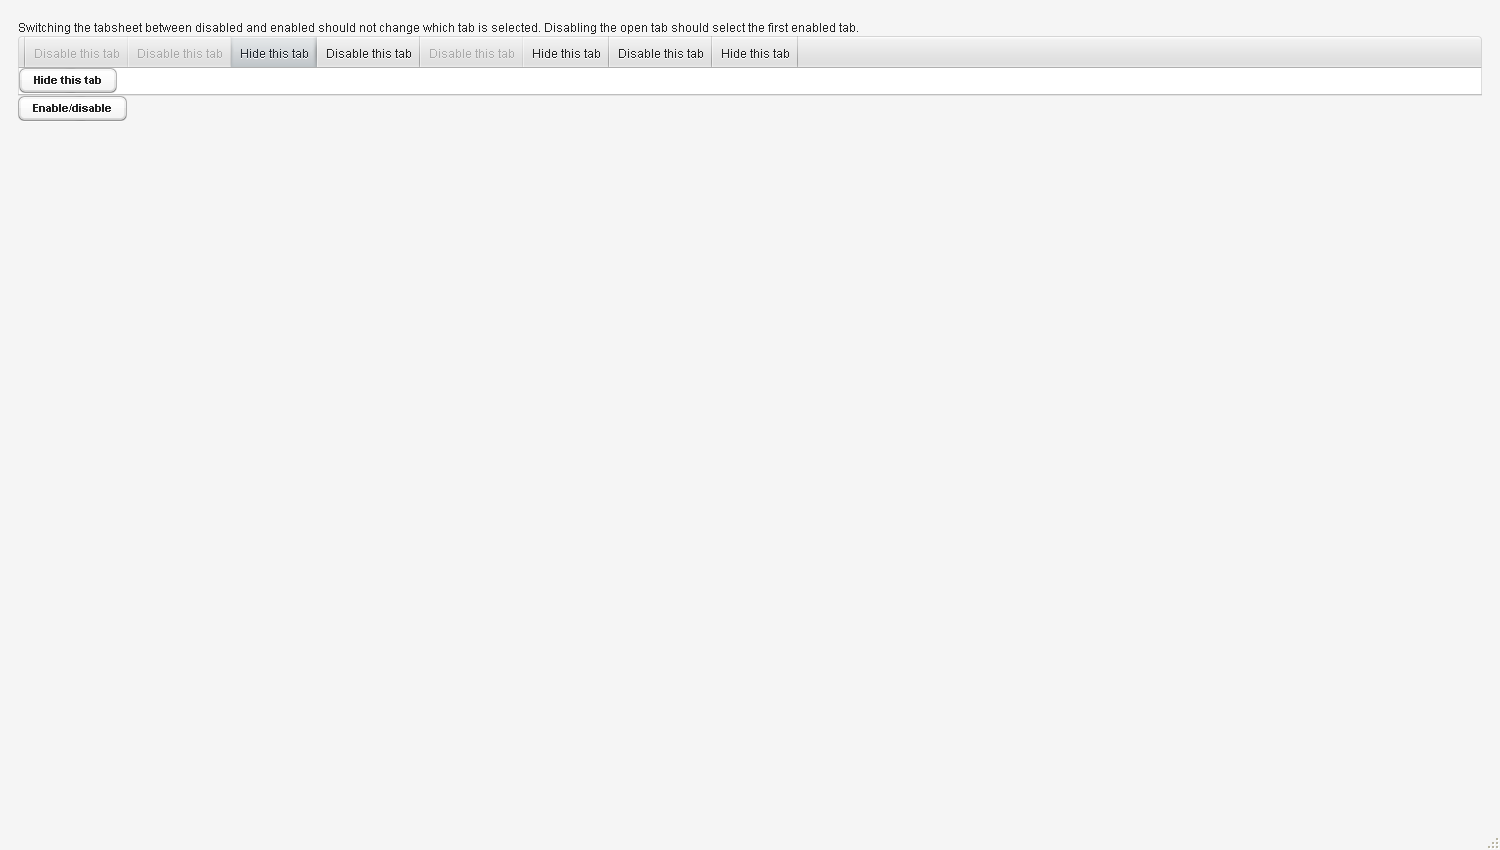 Switching the tabsheet between disabled and enabled should not change which tab is selected. Disabling the open tab should select the first enabled tab.
Disable this tab Disable this tab Hide this tab Disable this tab Disable this tab Hide this tab Disable this tab Hide this tab
Hide this tab
Enable/disable